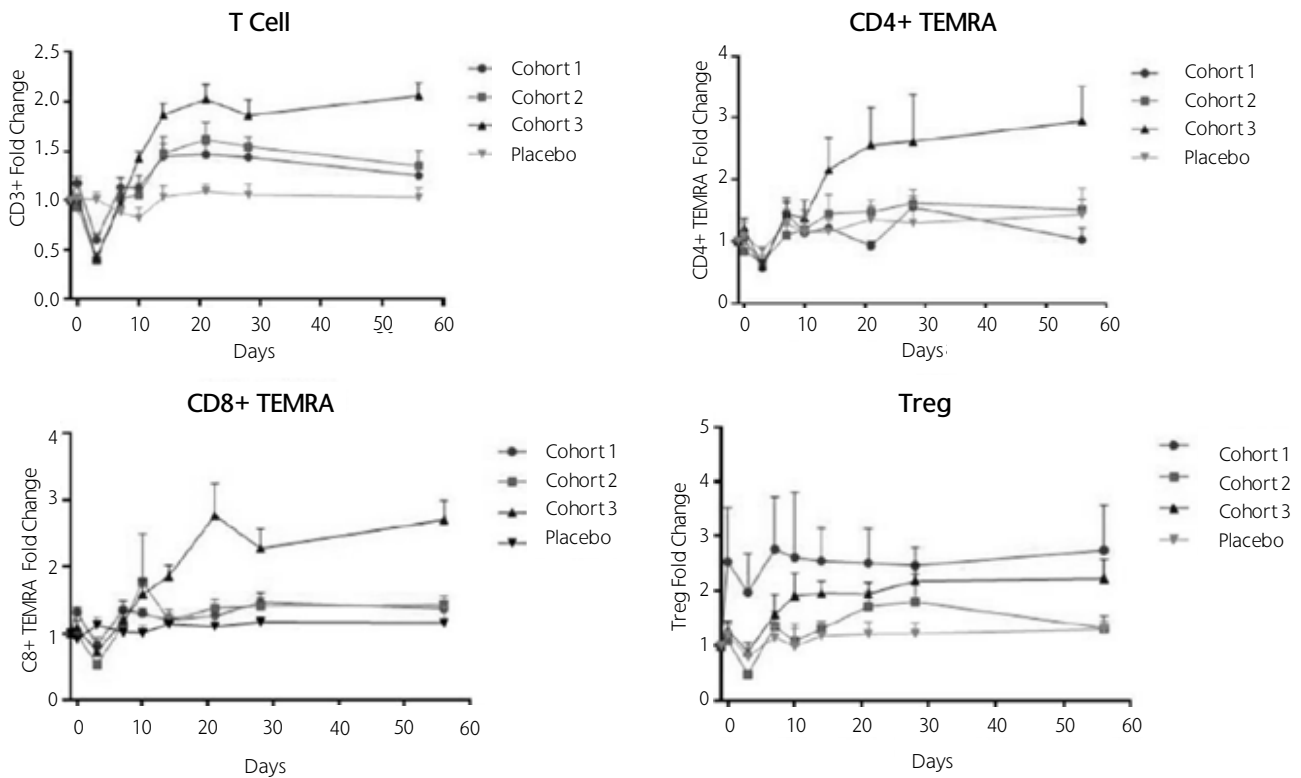 T Cell
CD3+ Fold Change
2.5
2.0
1.5
1.0
0.5
0.0
0 10 20 30 40 50 60
Days
Cohort 1
Cohort 2
Cohort 3
Placebo
CD4+ TEMRA
CD4+ TEMRA Fold Change
4
3
2
1
0
0 10 20 30 40 50 60
Days
Cohort 1
Cohort 2
Cohort 3
Placebo
CD8+ TEMRA
C8+ TEMRA Fold Change
4
3
2
1
0
0 10 20 30 40 50 60
Days
Cohort 1
Cohort 2
Cohort 3
Placebo
Treg
Treg Fold Change
5
4
3
2
1
0
0 10 20 30 40 50 60
Days
Cohort 1
Cohort 2
Cohort 3
Placebo